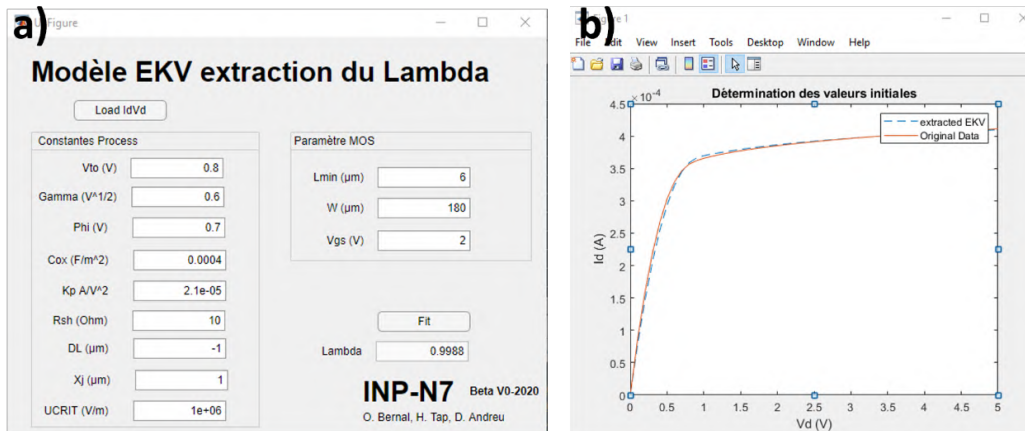 a)
UI Figure
Modèle EKV extraction du Lambda
Load IdVd
Constantes Process
Vto (V) 0.8
Gamma (V^1/2) 0.6
Phi (V) 0.7
Cox (F/m^2) 0.0004
Kp A/V^2 2.1e-05
Rsh (Ohm) 10
DL (µm) -1
Xj (µm) 1
UCRIT (V/m) 1e+06
Paramètre MOS
Lmin (µm) 6
W (µm) 180
Vgs (V) 2
Fit
Lambda 0.9988
INP-N7 Beta V0-2020
O. Bernal, H. Tap, D. Andreu
b)
Figure 1
File Edit View Insert Tools Desktop Window Help
Détermination des valeurs initiales
×10-4
4.5
4
3.5
3
2.5
2
1.5
1
0.5
0
Id (A)
extracted EKV
Original Data
0 0.5 1 1.5 2 2.5 3 3.5 4 4.5 5
Vd (V)